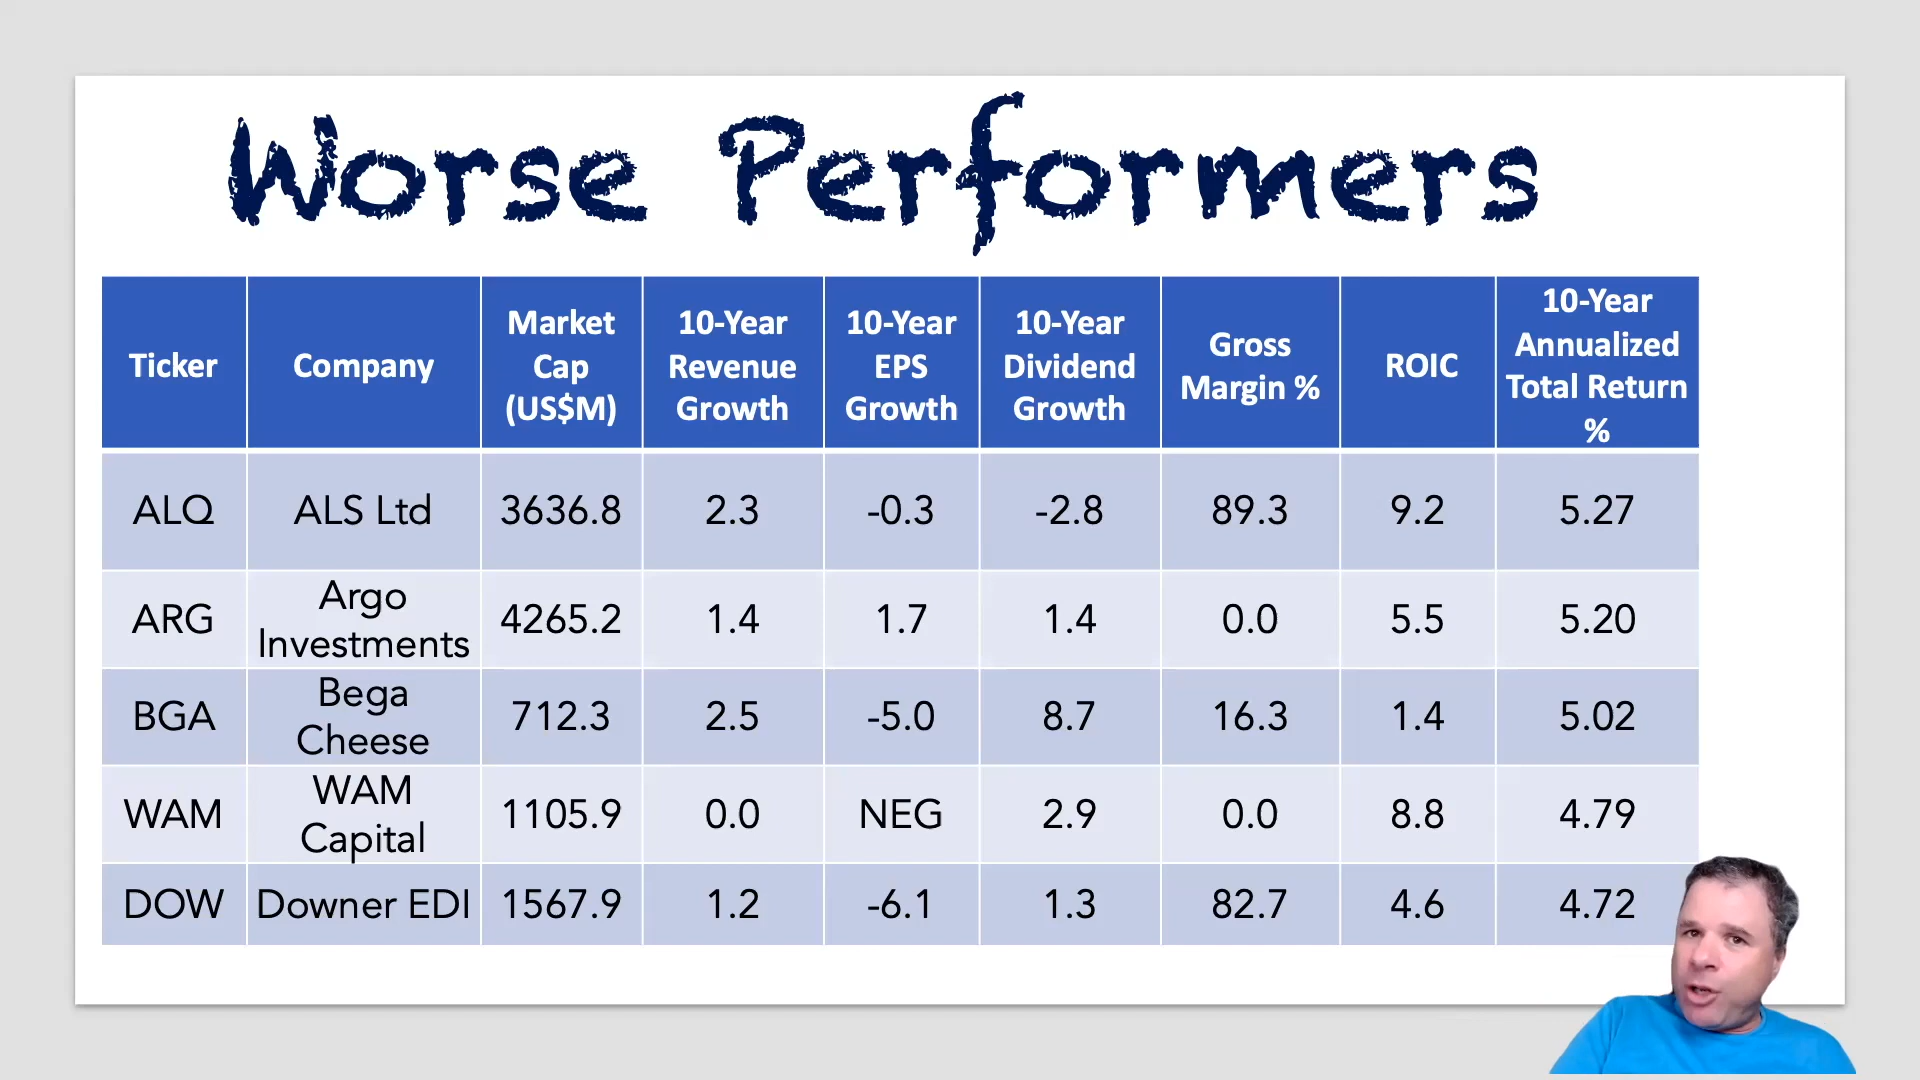 Worse Performers
Ticker
Company
Market
Cap
(US$M)
10-Year
Revenue
Growth
10-Year
EPS
Growth
10-Year
Dividend
Growth
Gross
Margin %
ROIC
10-Year
Annualized
Total Return
%
ALQ
ALS Ltd
3636.8
2.3
-0.3
-2.8
89.3
9.2
5.27
ARG
Argo
Investments
4265.2
1.4
1.7
1.4
0.0
5.5
5.20
BGA
Bega
Cheese
712.3
2.5
-5.0
8.7
16.3
1.4
5.02
WAM
WAM
Capital
1105.9
0.0
NEG
2.9
0.0
8.8
4.79
DOW
Downer EDI
1567.9
1.2
-6.1
1.3
82.7
4.6
4.72